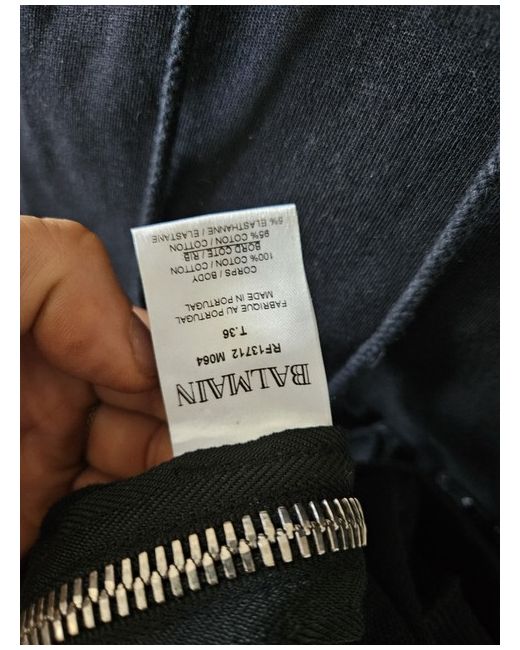 BALMAIN
RF13712 M064
T.36
FABRIQUE AU PORTUGAL
MADE IN PORTUGAL
CORPS / BODY
100% COTON / COTTON
BORD COTE / RIB
95% COTON / COTTON
5% ELASTHANNE / ELASTANE